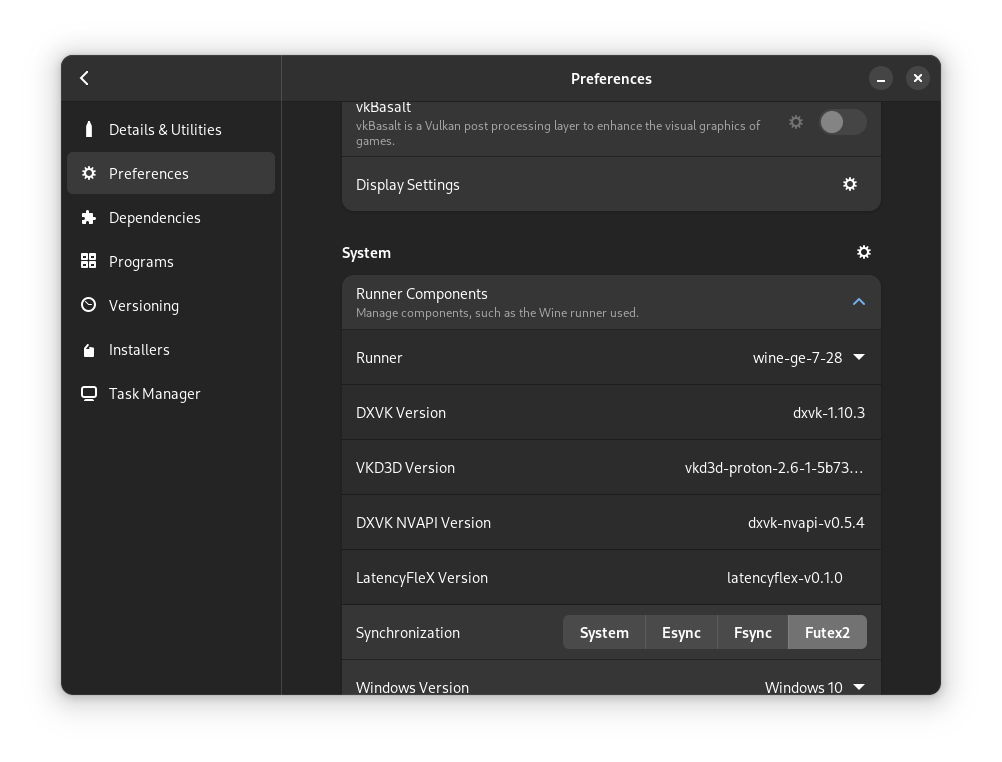 Preferences
Details & Utilities
Preferences
Dependencies
Programs
Versioning
Installers
Task Manager
vkBasalt
vkBasalt is a Vulkan post processing layer to enhance the visual graphics of
games.
Display Settings
System
Runner Components
Manage components, such as the Wine runner used.
Runner wine-ge-7-28
DXVK Version dxvk-1.10.3
VKD3D Version vkd3d-proton-2.6-1-5b73…
DXVK NVAPI Version dxvk-nvapi-v0.5.4
LatencyFleX Version latencyflex-v0.1.0
Synchronization System Esync Fsync Futex2
Windows Version Windows 10